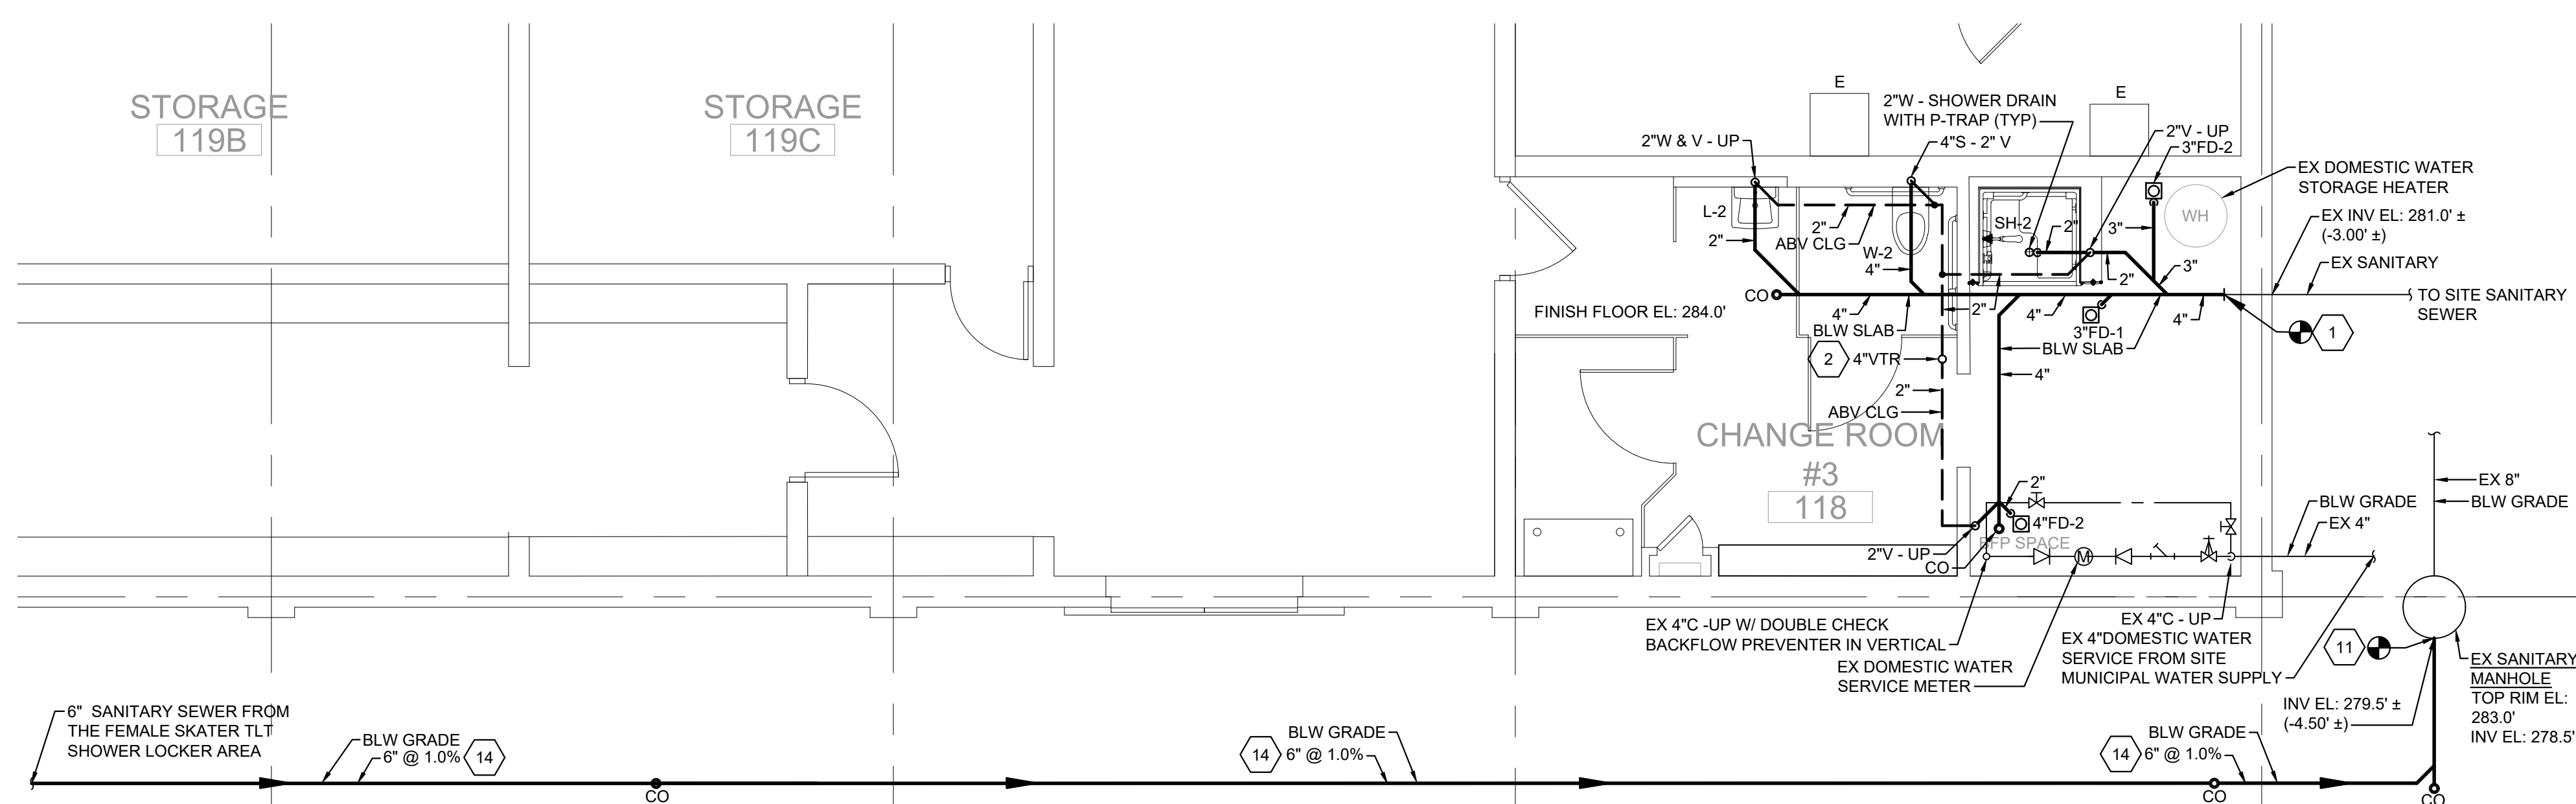 STORAGE
119B
STORAGE
119C
E
E
2"W - SHOWER DRAIN
WITH P-TRAP (TYP)
2"W & V - UP
4"S - 2" V
2"V - UP
3"FD-2
EX DOMESTIC WATER
STORAGE HEATER
WH
L-2
SH-2
2"
2"
2"
ABV CLG
W-2
4"
3"
3"
2"
EX INV EL: 281.0' ±
(-3.00' ±)
EX SANITARY
TO SITE SANITARY
SEWER
CO
FINISH FLOOR EL: 284.0'
4"
BLW SLAB
2"
4"
3"FD-1
BLW SLAB
4"
1
2
4"VTR
4"
2"
ABV CLG
CHANGE ROOM
#3
118
2"
4"FD-2
2"V - UP
CO
M
BLW GRADE
EX 4"
EX 8"
BLW GRADE
EX 4"C -UP W/ DOUBLE CHECK
BACKFLOW PREVENTER IN VERTICAL
EX DOMESTIC WATER
SERVICE METER
EX 4"C - UP
EX 4"DOMESTIC WATER
SERVICE FROM SITE
MUNICIPAL WATER SUPPLY
11
EX SANITARY
MANHOLE
TOP RIM EL:
283.0'
INV EL: 278.5'
INV EL: 279.5' ±
(-4.50' ±)
6" SANITARY SEWER FROM
THE FEMALE SKATER TLT
SHOWER LOCKER AREA
BLW GRADE
6" @ 1.0%
14
CO
BLW GRADE
14
6" @ 1.0%
BLW GRADE
14
6" @ 1.0%
CO
CO